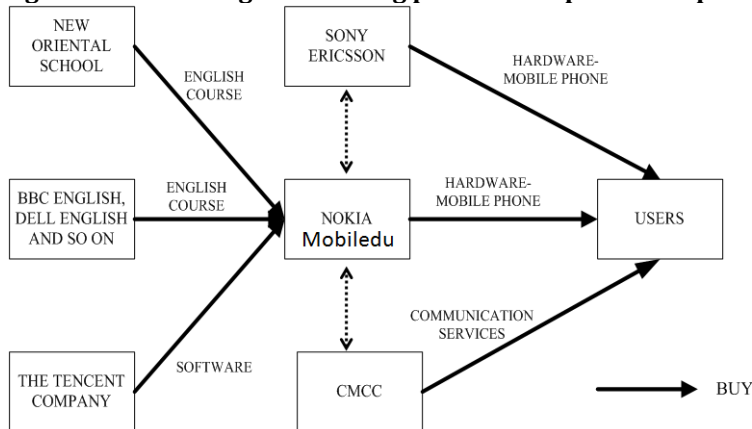 NEW
ORIENTAL
SCHOOL
SONY
ERICSSON
HARDWARE-
MOBILE PHONE
ENGLISH
COURSE
BBC ENGLISH,
DELL ENGLISH
AND SO ON
ENGLISH
COURSE
NOKIA
Mobiledu
HARDWARE-
MOBILE PHONE
USERS
COMMUNICATION
SERVICES
SOFTWARE
THE TENCENT
COMPANY
CMCC
BUY